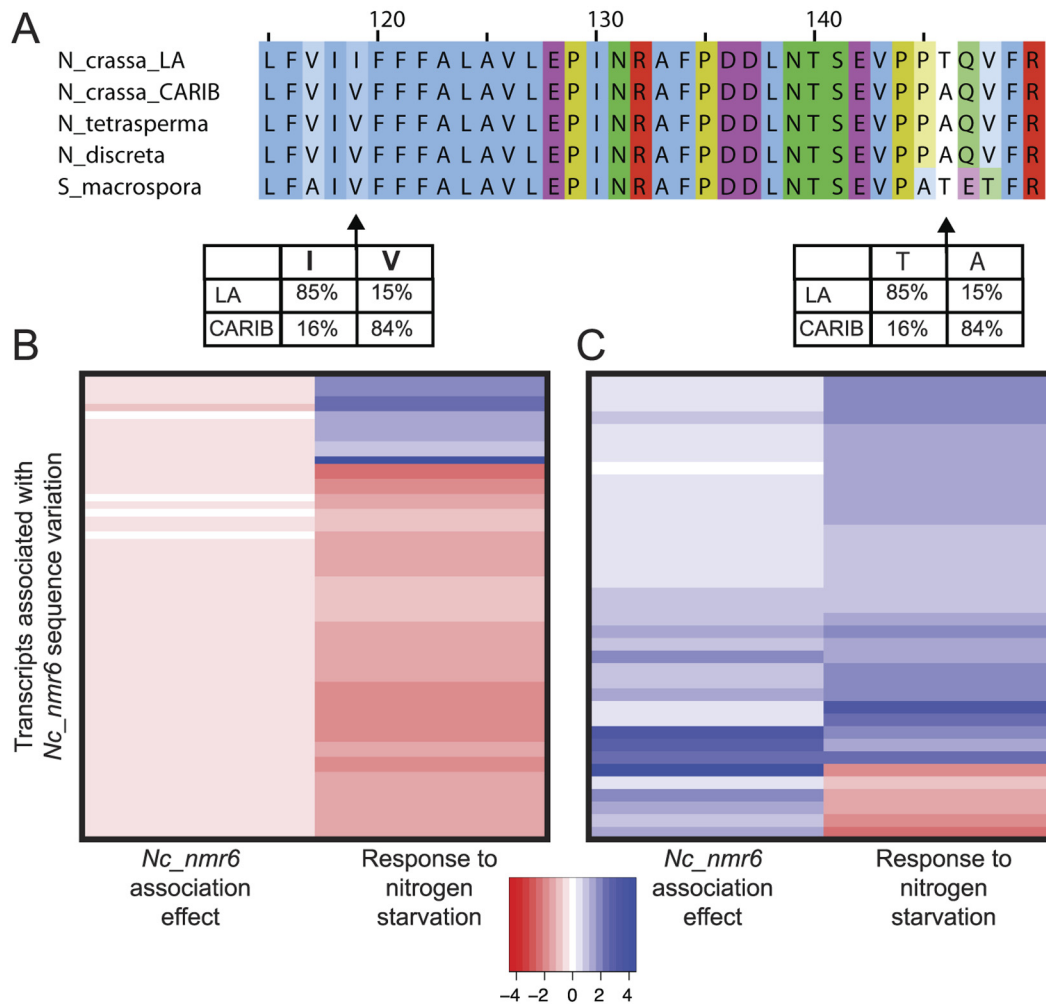 A
120 130 140
N_crassa_LA L F V I I F F F A L A V L E P I N R A F P D D L N T S E V P P T Q V F R
N_crassa_CARIB L F V I V F F F A L A V L E P I N R A F P D D L N T S E V P P A Q V F R
N_tetrasperma L F V I V F F F A L A V L E P I N R A F P D D L N T S E V P P A Q V F R
N_discreta L F V I V F F F A L A V L E P I N R A F P D D L N T S E V P P A Q V F R
S_macrospora L F A I V F F F A L A V L E P I N R A F P D D L N T S E V P A T E T F R
I V
LA 85% 15%
CARIB 16% 84%
T A
LA 85% 15%
CARIB 16% 84%
B
C
Transcripts associated with
Nc_nmr6 sequence variation
Nc_nmr6
association
effect
Response to
nitrogen
starvation
Nc_nmr6
association
effect
Response to
nitrogen
starvation
−4 −2 0 2 4